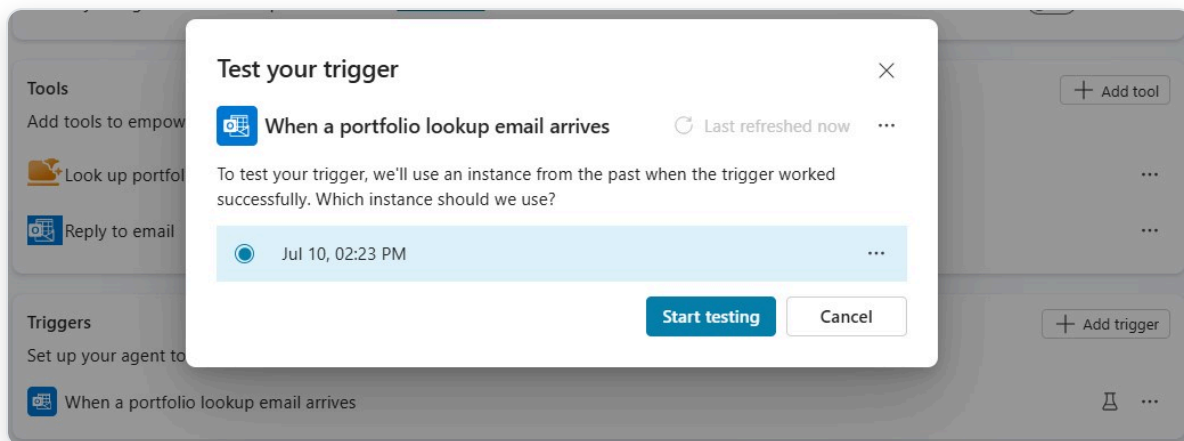 Test your trigger
Tools
Add tool
Add tools to empow
When a portfolio lookup email arrives
Last refreshed now
Look up portfol
To test your trigger, we'll use an instance from the past when the trigger worked
successfully. Which instance should we use?
Reply to email
Jul 10, 02:23 PM
Start testing
Cancel
Triggers
Add trigger
Set up your agent to
When a portfolio lookup email arrives